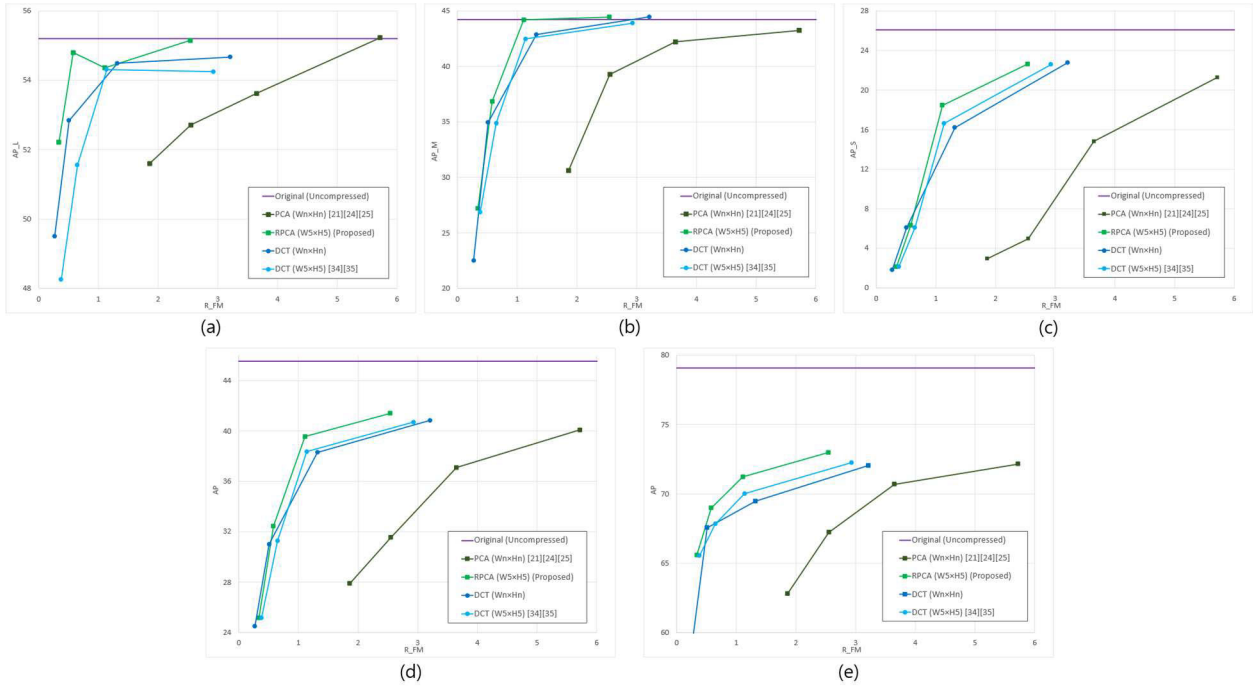 56
54
52
50
48
AP_L
0
1
2
3
4
5
6
R_FM
Original (Uncompressed)
PCA (Wn×Hn) [21][24][25]
RPCA (W5×H5) (Proposed)
DCT (Wn×Hn)
DCT (W5×H5) [34][35]
(a)
45
40
35
30
25
20
AP_M
0
1
2
3
4
5
6
R_FM
Original (Uncompressed)
PCA (Wn×Hn) [21][24][25]
RPCA (W5×H5) (Proposed)
DCT (Wn×Hn)
DCT (W5×H5) [34][35]
(b)
28
24
20
16
12
8
4
0
AP_S
0
1
2
3
4
5
6
R_FM
Original (Uncompressed)
PCA (Wn×Hn) [21][24][25]
RPCA (W5×H5) (Proposed)
DCT (Wn×Hn)
DCT (W5×H5) [34][35]
(c)
44
40
36
32
28
24
AP
0
1
2
3
4
5
6
R_FM
Original (Uncompressed)
PCA (Wn×Hn) [21][24][25]
RPCA (W5×H5) (Proposed)
DCT (Wn×Hn)
DCT (W5×H5) [34][35]
(d)
80
75
70
65
60
AP
0
1
2
3
4
5
6
R_FM
Original (Uncompressed)
PCA (Wn×Hn) [21][24][25]
RPCA (W5×H5) (Proposed)
DCT (Wn×Hn)
DCT (W5×H5) [34][35]
(e)